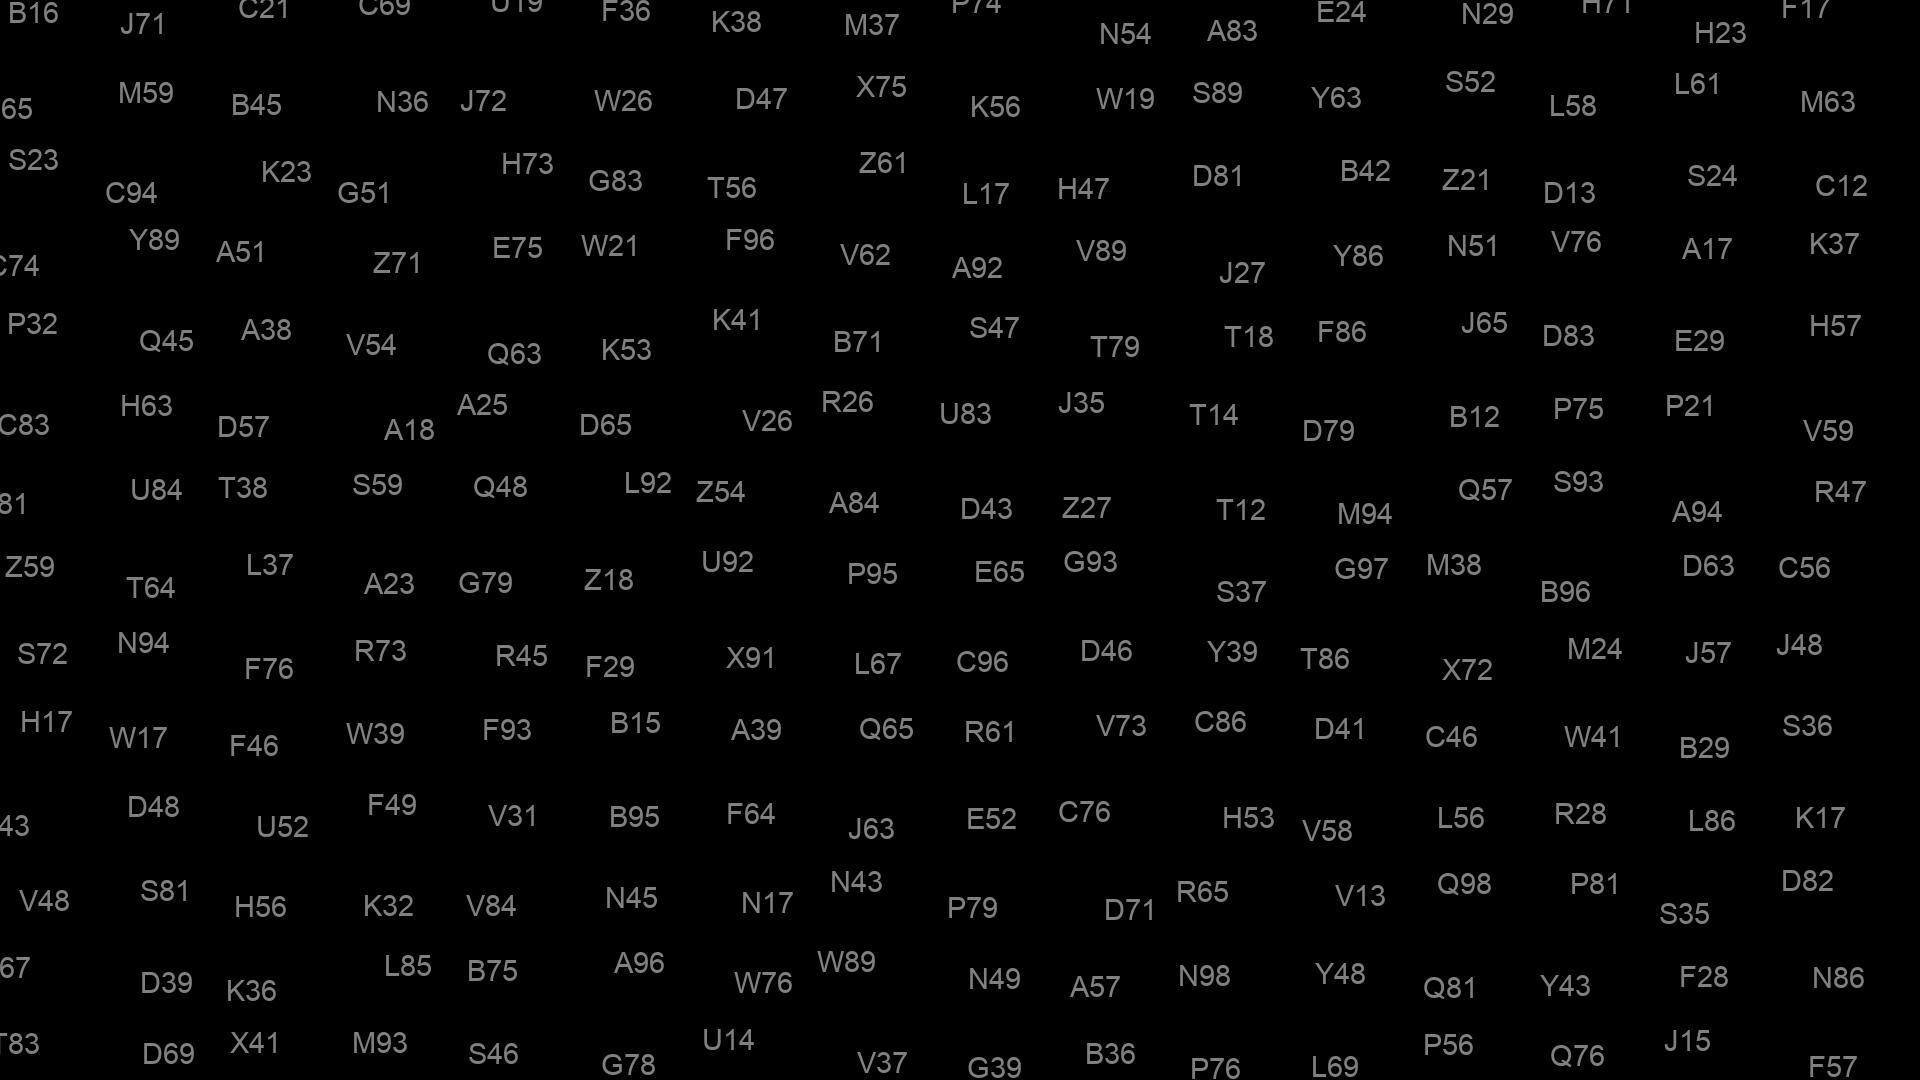 B16 J71 C21 C69 U19 F36 K38 M37 P74 N54 A83 E24 N29 H71 H23 F17
65 M59 B45 N36 J72 W26 D47 X75 K56 W19 S89 Y63 S52 L58 L61 M63
S23 C94 K23 G51 H73 G83 T56 Z61 L17 H47 D81 B42 Z21 D13 S24 C12
C74 Y89 A51 Z71 E75 W21 F96 V62 A92 V89 J27 Y86 N51 V76 A17 K37
P32 Q45 A38 V54 Q63 K53 K41 B71 S47 T79 T18 F86 J65 D83 E29 H57
C83 H63 D57 A18 A25 D65 V26 R26 U83 J35 T14 D79 B12 P75 P21 V59
81 U84 T38 S59 Q48 L92 Z54 A84 D43 Z27 T12 M94 Q57 S93 A94 R47
Z59 T64 L37 A23 G79 Z18 U92 P95 E65 G93 S37 G97 M38 B96 D63 C56
S72 N94 F76 R73 R45 F29 X91 L67 C96 D46 Y39 T86 X72 M24 J57 J48
H17 W17 F46 W39 F93 B15 A39 Q65 R61 V73 C86 D41 C46 W41 B29 S36
43 D48 U52 F49 V31 B95 F64 J63 E52 C76 H53 V58 L56 R28 L86 K17
V48 S81 H56 K32 V84 N45 N17 N43 P79 D71 R65 V13 Q98 P81 S35 D82
67 D39 K36 L85 B75 A96 W76 W89 N49 A57 N98 Y48 Q81 Y43 F28 N86
T83 D69 X41 M93 S46 G78 U14 V37 G39 B36 P76 L69 P56 Q76 J15 F57